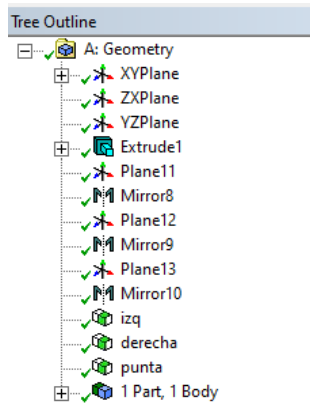 Tree Outline
A: Geometry
XYPlane
ZXPlane
YZPlane
Extrude1
Plane11
Mirror8
Plane12
Mirror9
Plane13
Mirror10
izq
derecha
punta
1 Part, 1 Body